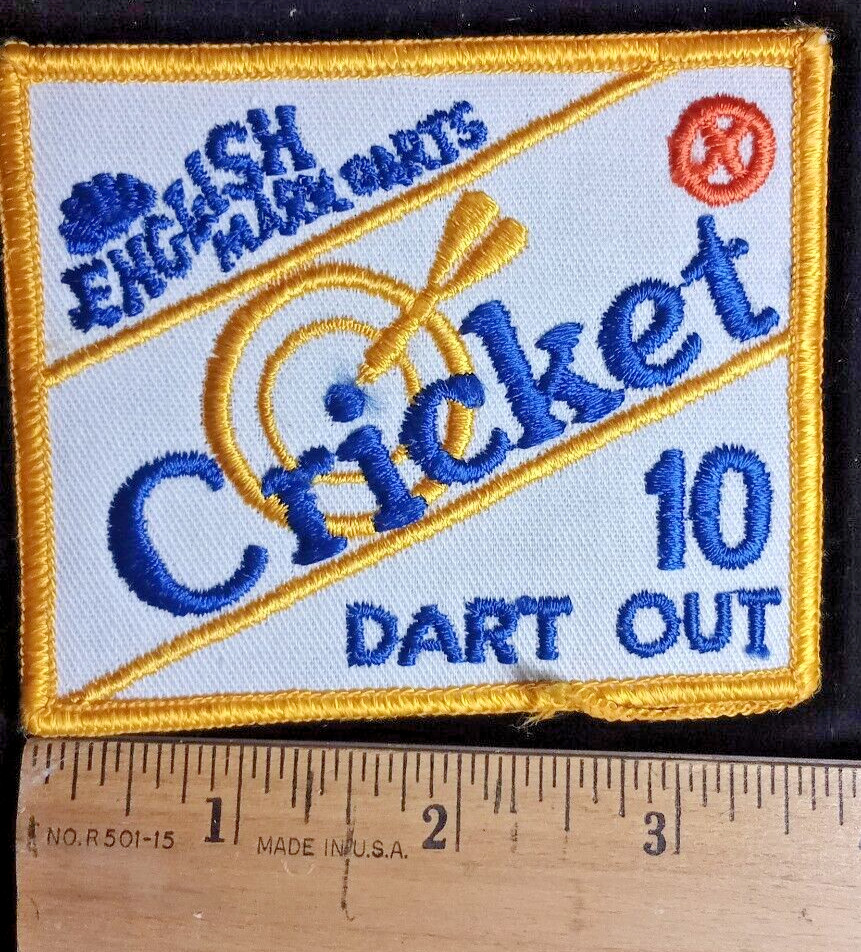 ENGLISH
MARK DARTS
Cricket
10
DART OUT
1 2 3
NO. R501-15 MADE IN U.S.A.